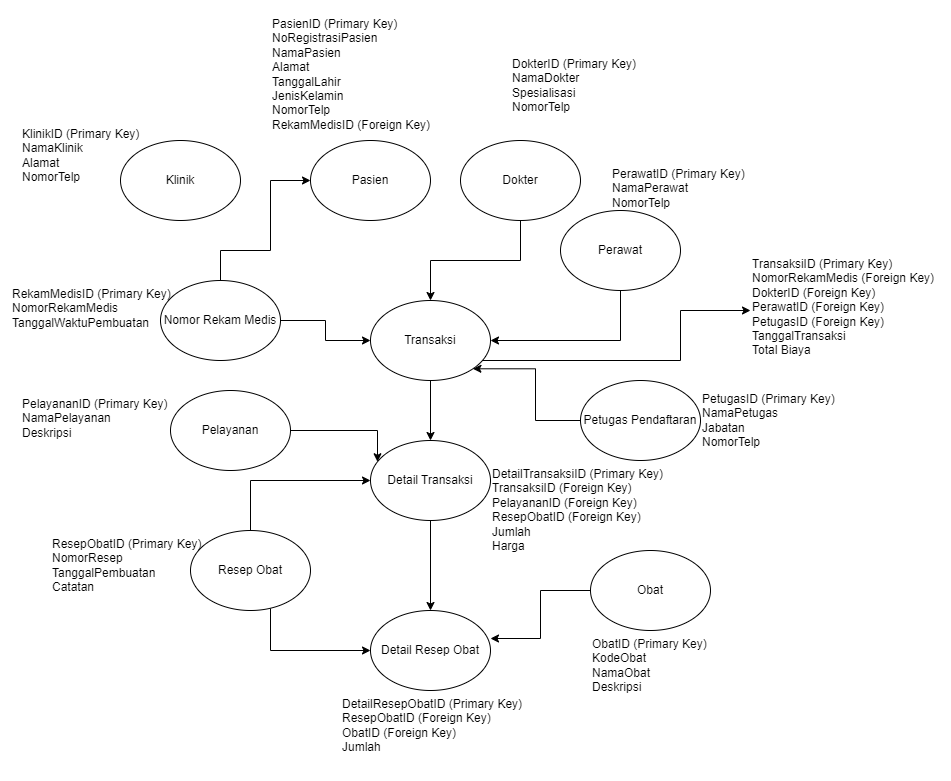 PasienID (Primary Key)
NoRegistrasiPasien
NamaPasien
Alamat
TanggalLahir
JenisKelamin
NomorTelp
RekamMedisID (Foreign Key)
DokterID (Primary Key)
NamaDokter
Spesialisasi
NomorTelp
KlinikID (Primary Key)
NamaKlinik
Alamat
NomorTelp
Klinik
Pasien
Dokter
PerawatID (Primary Key)
NamaPerawat
NomorTelp
Perawat
TransaksiID (Primary Key)
NomorRekamMedis (Foreign Key)
DokterID (Foreign Key)
PerawatID (Foreign Key)
PetugasID (Foreign Key)
TanggalTransaksi
Total Biaya
RekamMedisID (Primary Key)
NomorRekamMedis
TanggalWaktuPembuatan
Nomor Rekam Medis
Transaksi
PelayananID (Primary Key)
NamaPelayanan
Deskripsi
Pelayanan
Petugas Pendaftaran
PetugasID (Primary Key)
NamaPetugas
Jabatan
NomorTelp
Detail Transaksi
DetailTransaksiID (Primary Key)
TransaksiID (Foreign Key)
PelayananID (Foreign Key)
ResepObatID (Foreign Key)
Jumlah
Harga
ResepObatID (Primary Key)
NomorResep
TanggalPembuatan
Catatan
Resep Obat
Obat
ObatID (Primary Key)
KodeObat
NamaObat
Deskripsi
Detail Resep Obat
DetailResepObatID (Primary Key)
ResepObatID (Foreign Key)
ObatID (Foreign Key)
Jumlah